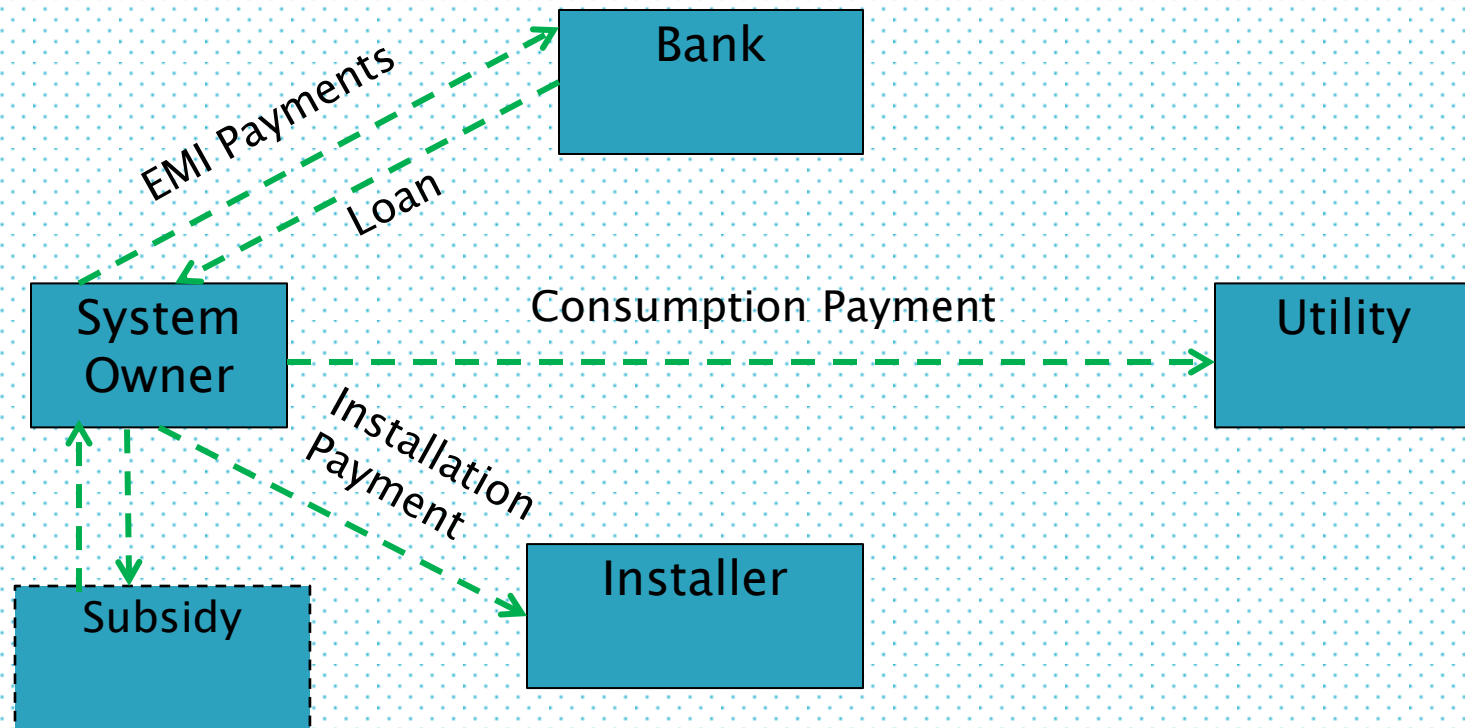 Bank
EMI Payments
Loan
System
Owner
Consumption Payment
Utility
Installation
Payment
Installer
Subsidy